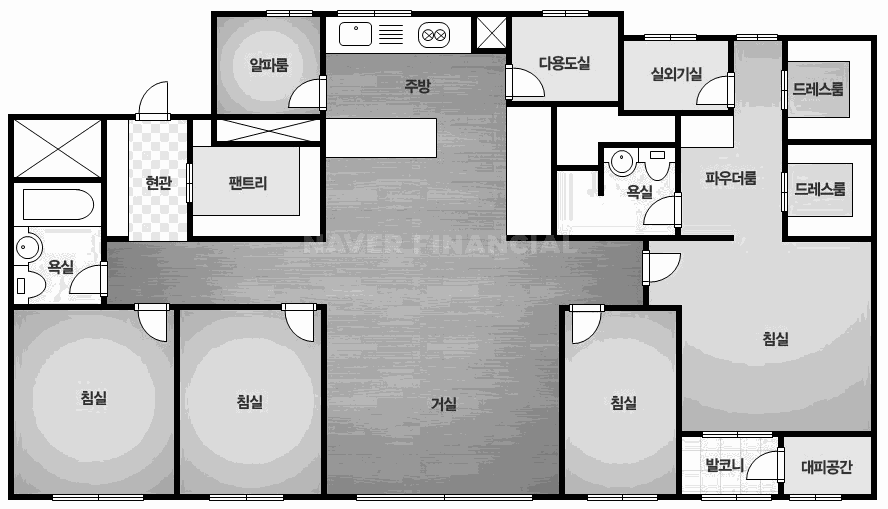 알파룸
주방
다용도실
실외기실
드레스룸
현관
팬트리
욕실
파우더룸
드레스룸
NAVER FINANCIAL
욕실
침실
침실
침실
거실
침실
발코니
대피공간